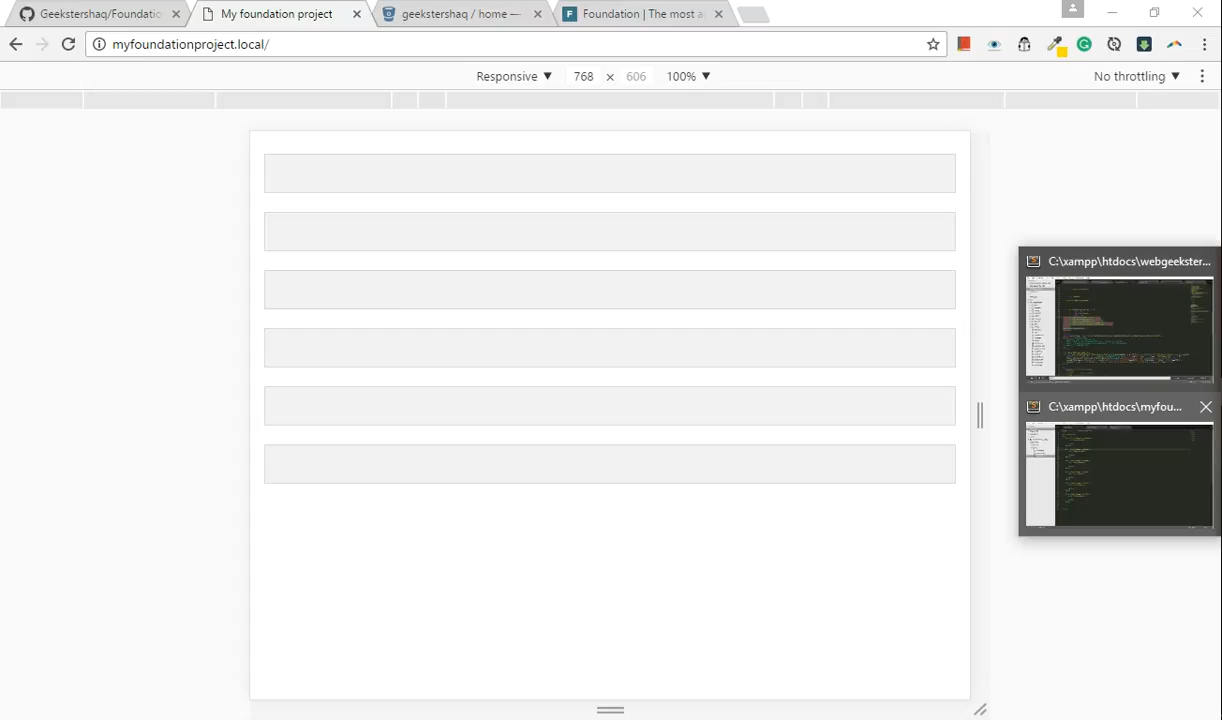 Geekstershaq/Foundatio
My foundation project
geekstershaq / home —
F Foundation | The most a
myfoundationproject.local/
Responsive ▼ 768 x 606 100% ▼ No throttling ▼
C:\xampp\htdocs\webgeekster...
C:\xampp\htdocs\myfou...